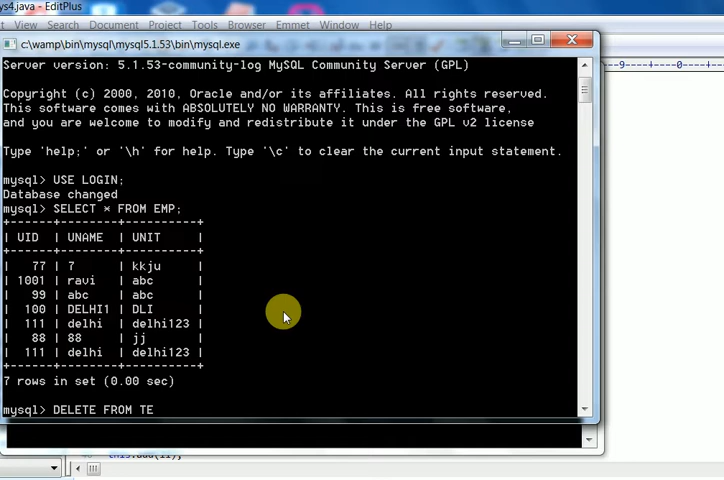 ys4.java - EditPlus
View Search Document Project Tools Browser Emmet Window Help
c:\wamp\bin\mysql\mysql5.1.53\bin\mysql.exe
--9----+----0----+--
Server version: 5.1.53-community-log MySQL Community Server (GPL)
Copyright (c) 2000, 2010, Oracle and/or its affiliates. All rights reserved.
This software comes with ABSOLUTELY NO WARRANTY. This is free software,
and you are welcome to modify and redistribute it under the GPL v2 license
Type 'help;' or '\h' for help. Type '\c' to clear the current input statement.
mysql> USE LOGIN;
Database changed
mysql> SELECT * FROM EMP;
+------+--------+----------+
| UID | UNAME | UNIT |
+------+--------+----------+
| 77 | 7 | kkju |
| 1001 | ravi | abc |
| 99 | abc | abc |
| 100 | DELHI1 | DLI |
| 111 | delhi | delhi123 |
| 88 | 88 | jj |
| 111 | delhi | delhi123 |
+------+--------+----------+
7 rows in set (0.00 sec)
mysql> DELETE FROM TE